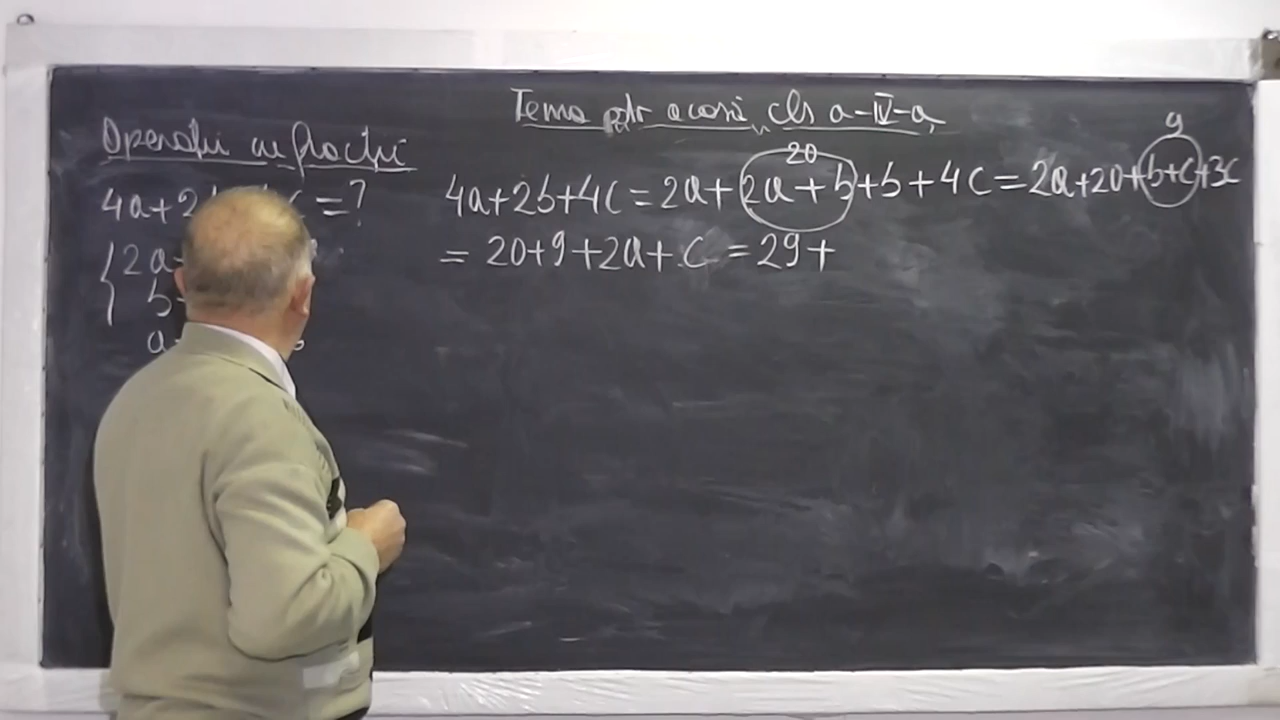 Tema ptr acasă, cls a-IV-a
Operații cu fracții
4a+2 c =?
4a+2b+4c = 2a+ 2a+b +b+4c = 2a+20+b+c+3c
20
9
{2a
= 20+9+2a+c = 29+
b
a